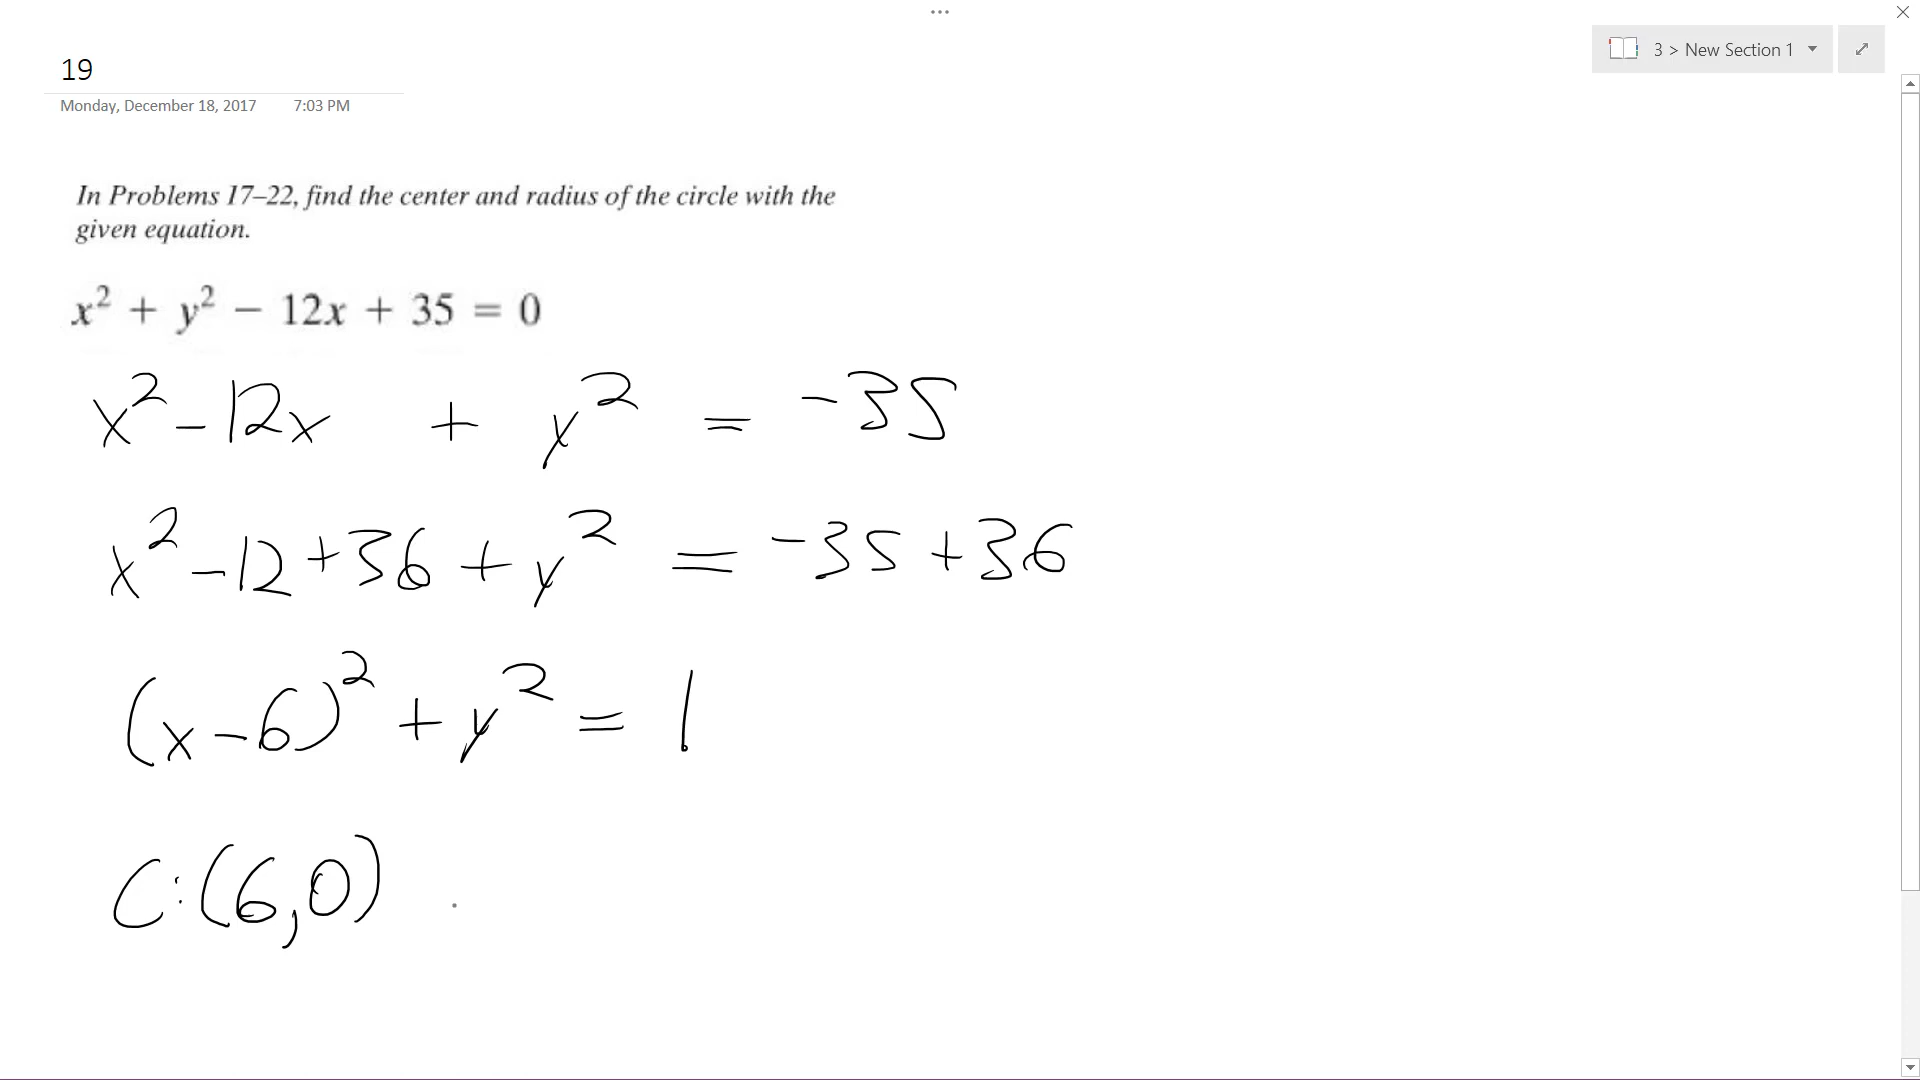 3 > New Section 1
19
Monday, December 18, 2017 7:03 PM
In Problems 17–22, find the center and radius of the circle with the
given equation.
x² + y² − 12x + 35 = 0
x² - 12x + y² = -35
x² - 12 + 36 + y² = -35 + 36
(x - 6)² + y² = 1
C: (6,0)